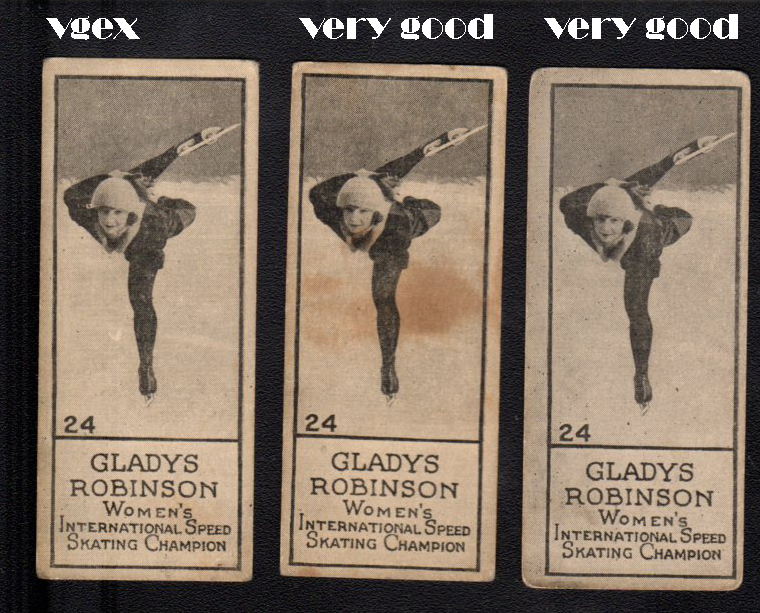 vgex
very good
very good
24
GLADYS
ROBINSON
WOMEN'S
INTERNATIONAL SPEED
SKATING CHAMPION
24
GLADYS
ROBINSON
WOMEN'S
INTERNATIONAL SPEED
SKATING CHAMPION
24
GLADYS
ROBINSON
WOMEN'S
INTERNATIONAL SPEED
SKATING CHAMPION